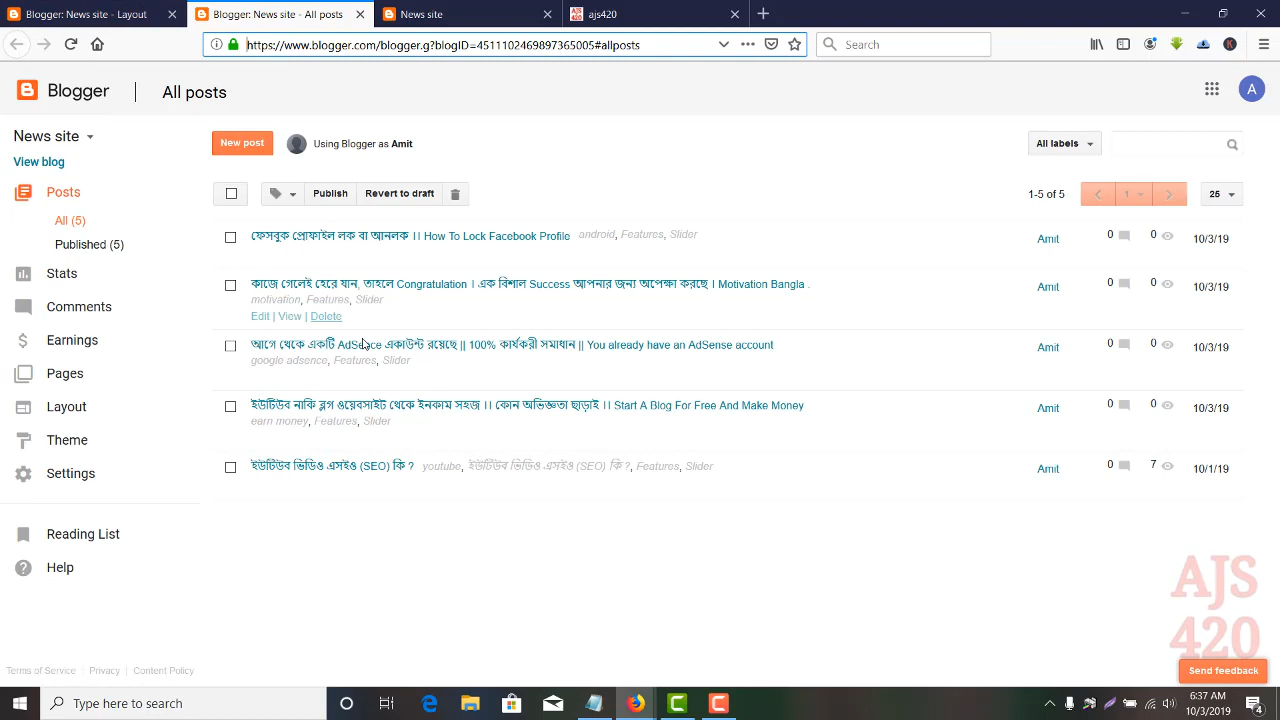 Blogger: News site - Layout
Blogger: News site - All posts
News site
ajs420
https://www.blogger.com/blogger.g?blogID=4511102469897365005#allposts
Search
K
Blogger
All posts
A
News site
New post
Using Blogger as Amit
All labels
View blog
Posts
Publish
Revert to draft
1-5 of 5
1
25
All (5)
ফেসবুক প্রোফাইল লক বা আনলক ।। How To Lock Facebook Profile android, Features, Slider
Amit
0
0
10/3/19
Published (5)
Stats
কাজে গেলেই হেরে যান, তাহলে Congratulation । এক বিশাল Success আপনার জন্য অপেক্ষা করছে । Motivation Bangla .
Amit
0
0
10/3/19
motivation, Features, Slider
Comments
Edit | View | Delete
Earnings
আগে থেকে একটি AdSence একাউন্ট রয়েছে || 100% কার্যকরী সমাধান || You already have an AdSense account
Amit
0
0
10/3/19
google adsence, Features, Slider
Pages
Layout
ইউটিউব নাকি ব্লগ ওয়েবসাইট থেকে ইনকাম সহজ ।। কোন অভিজ্ঞতা ছাড়াই ।। Start A Blog For Free And Make Money
Amit
0
0
10/3/19
earn money, Features, Slider
Theme
Settings
ইউটিউব ভিডিও এসইও (SEO) কি ? youtube, ইউটিউব ভিডিও এসইও (SEO) কি ?, Features, Slider
Amit
0
7
10/1/19
Reading List
Help
AJS
420
Terms of Service | Privacy | Content Policy
Send feedback
Type here to search
6:37 AM
10/3/2019
4